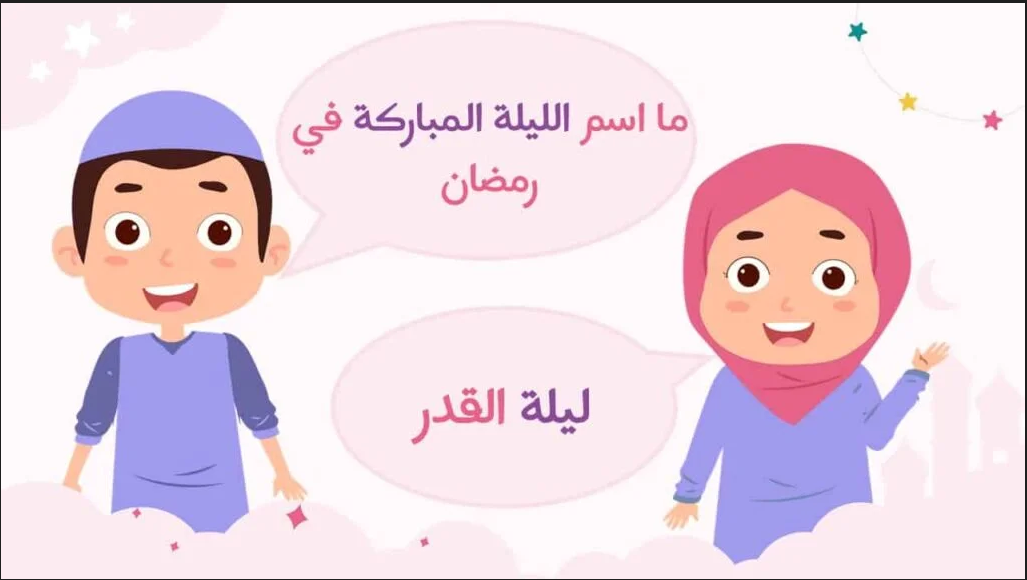 ما اسم الليلة المباركة في
رمضان
ليلة القدر